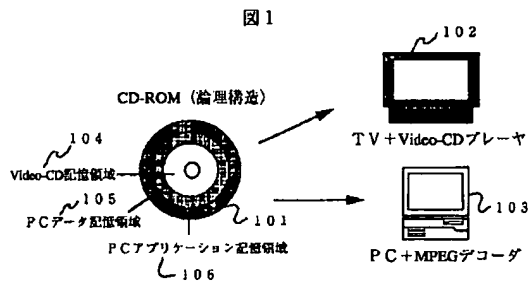 図1
102
CD-ROM（論理構造）
TV+Video-CDプレーヤ
104
Video-CD記憶領域
105
PCデータ記憶領域
101
103
PCアプリケーション記憶領域
106
PC+MPEGデコーダ